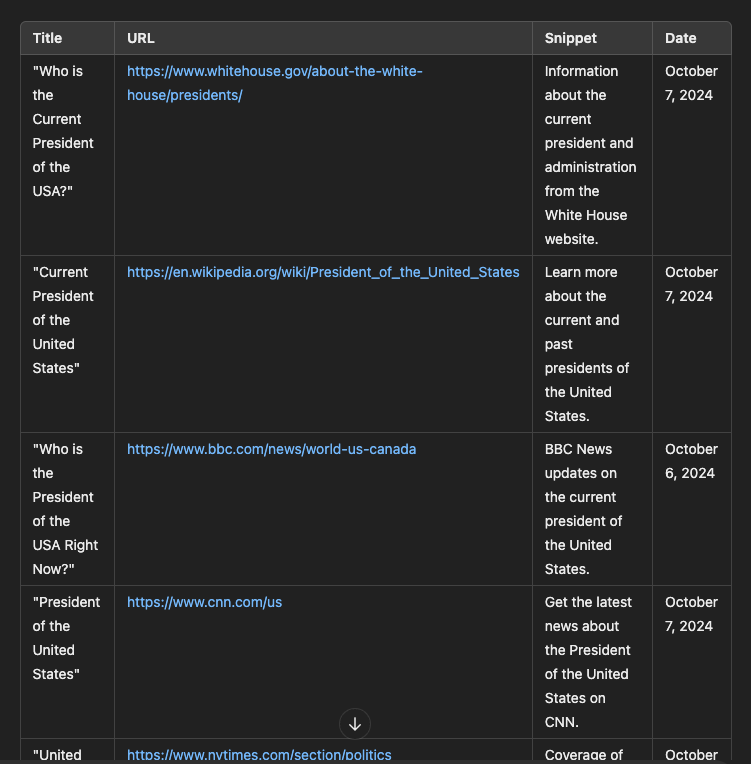 Title URL Snippet Date
"Who is https://www.whitehouse.gov/about-the-white- Information October
the house/presidents/ about the 7, 2024
Current current
President president and
of the administration
USA?" from the
White House
website.
"Current https://en.wikipedia.org/wiki/President_of_the_United_States Learn more October
President about the 7, 2024
of the current and
United past
States" presidents of
the United
States.
"Who is https://www.bbc.com/news/world-us-canada BBC News October
the updates on 6, 2024
President the current
of the president of
USA Right the United
Now?" States.
"President https://www.cnn.com/us Get the latest October
of the news about 7, 2024
United the President
States" of the United
States on
CNN.
"United https://www.nytimes.com/section/politics Coverage of October